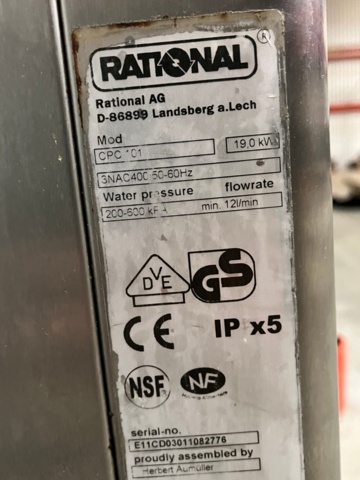 RATIONAL
Rational AG
D-86899 Landsberg a.Lech
Mod
CPC 101 19.0 kW
3NAC400 50-60Hz
Water pressure flowrate
200-600 kPA min. 12l/min
DVE
GS
CE IP x5
NSF NF
serial-no.
E11CD03011082776
proudly assembled by
Herbert Aumüller